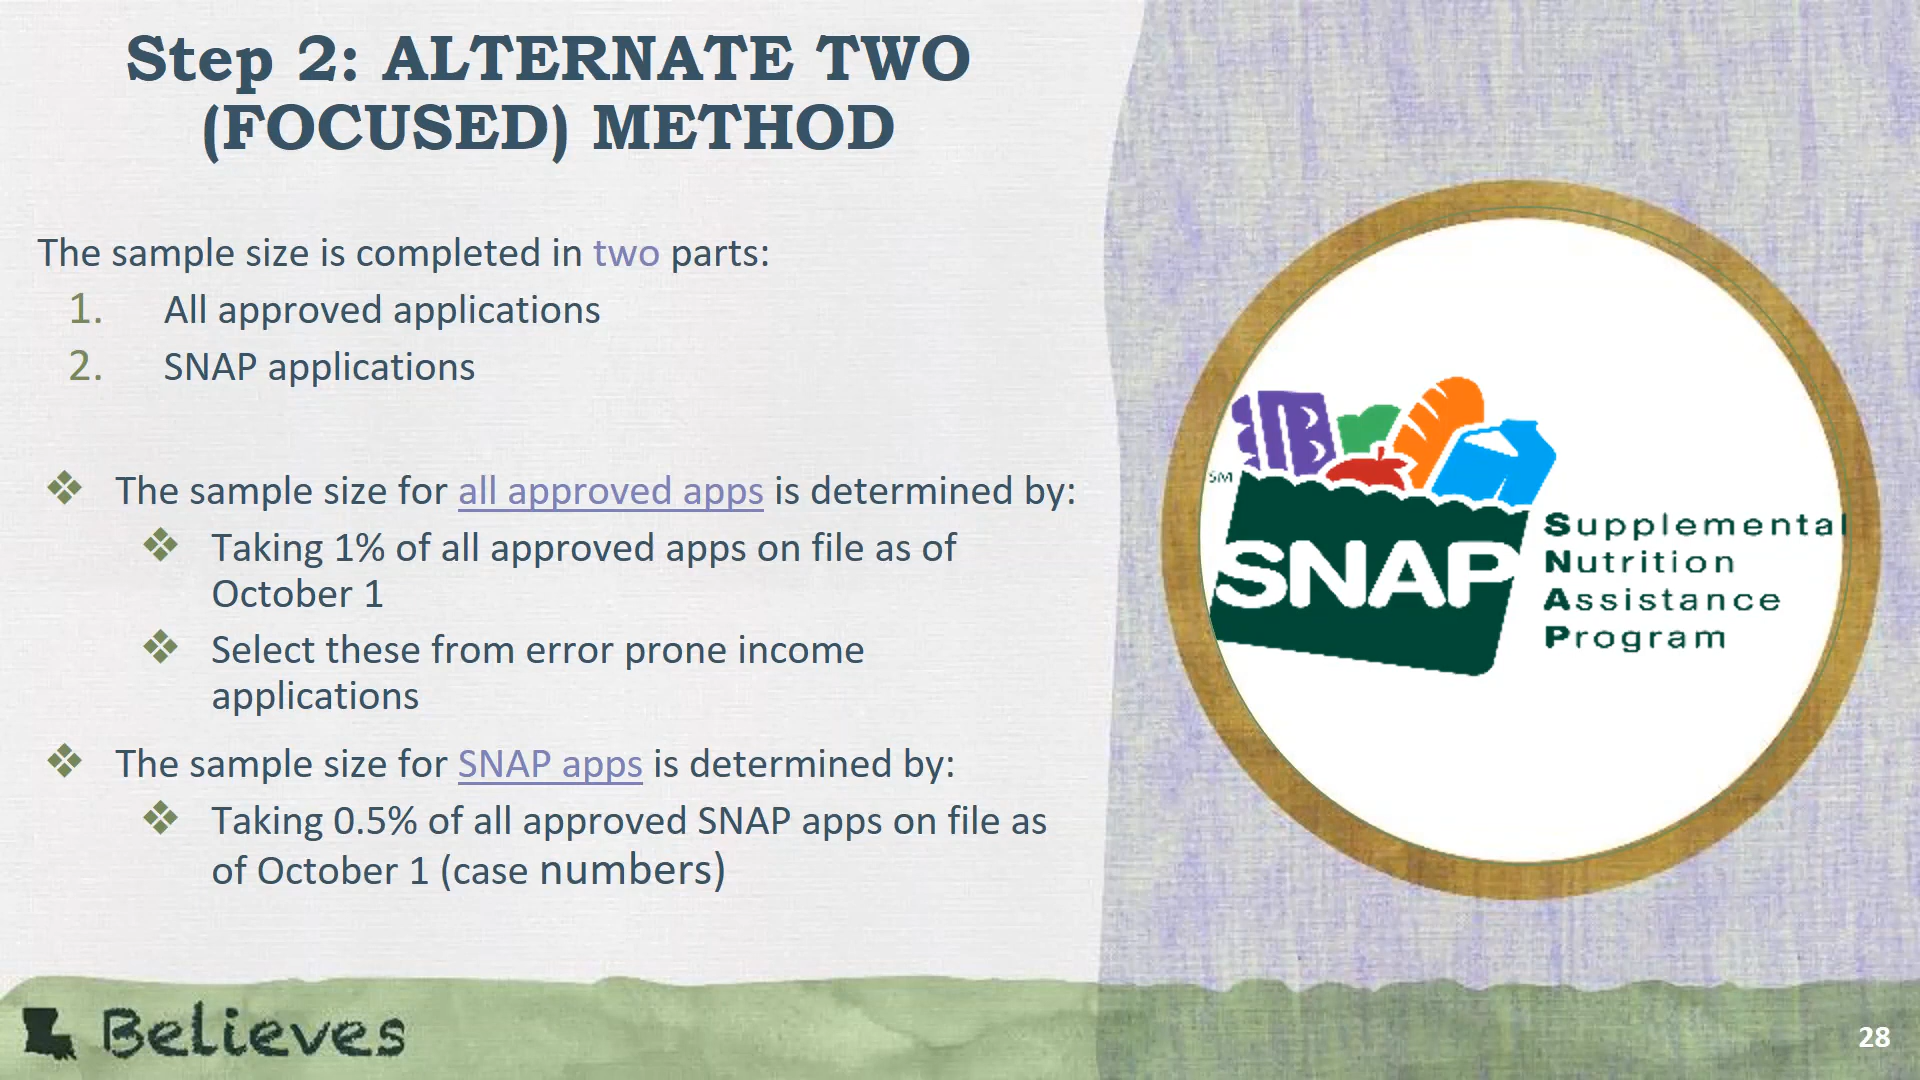 Step 2: ALTERNATE TWO
(FOCUSED) METHOD
The sample size is completed in two parts:
1. All approved applications
2. SNAP applications
❖ The sample size for all approved apps is determined by:
❖ Taking 1% of all approved apps on file as of
October 1
❖ Select these from error prone income
applications
❖ The sample size for SNAP apps is determined by:
❖ Taking 0.5% of all approved SNAP apps on file as
of October 1 (case numbers)
SM
SNAP
Supplemental
Nutrition
Assistance
Program
Believes
28